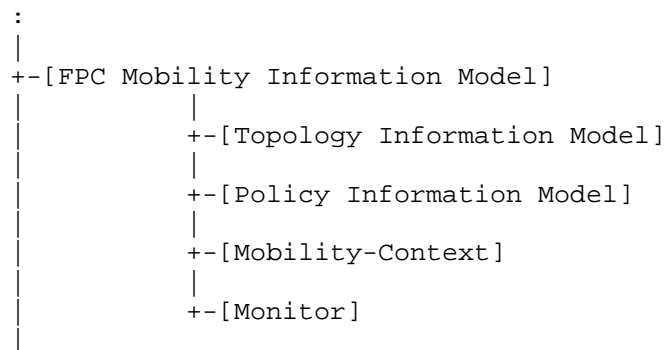 :
|
+-[FPC Mobility Information Model]
|          |
|          +-[Topology Information Model]
|          |
|          +-[Policy Information Model]
|          |
|          +-[Mobility-Context]
|          |
|          +-[Monitor]
|